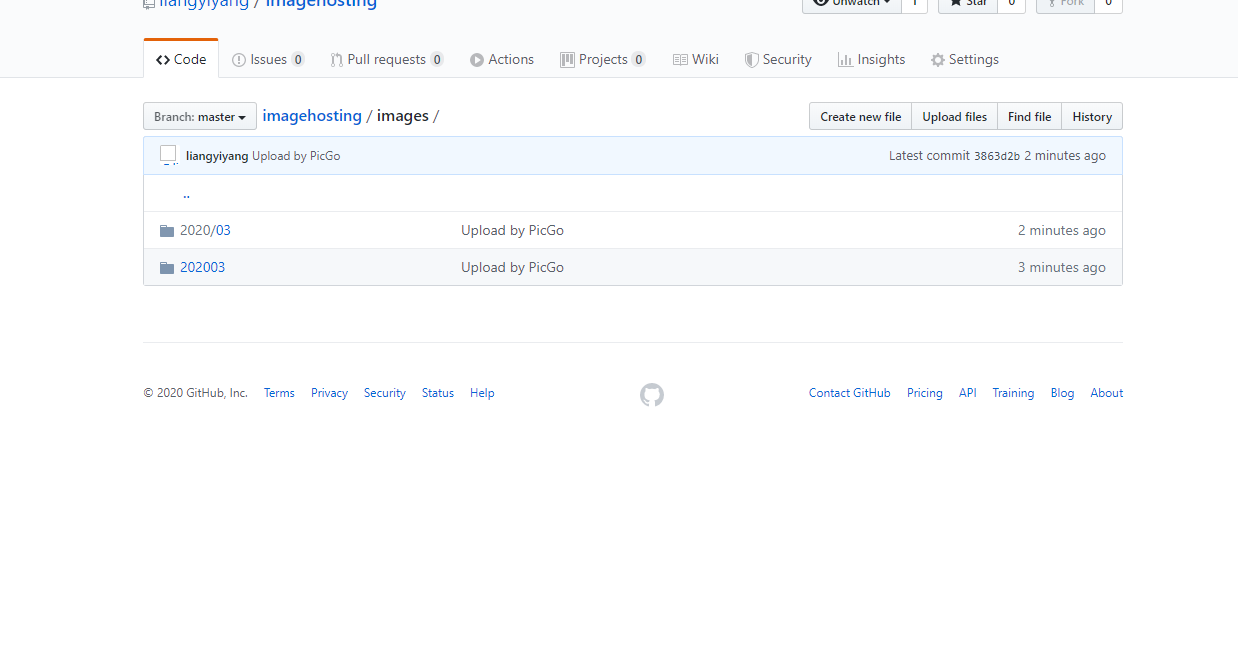 liangyiyang / imagehosting
Unwatch 1 Star 0 Fork 0
Code Issues 0 Pull requests 0 Actions Projects 0 Wiki Security Insights Settings
Branch: master imagehosting / images / Create new file Upload files Find file History
liangyiyang Upload by PicGo Latest commit 3863d2b 2 minutes ago
..
2020/03 Upload by PicGo 2 minutes ago
202003 Upload by PicGo 3 minutes ago
© 2020 GitHub, Inc. Terms Privacy Security Status Help Contact GitHub Pricing API Training Blog About